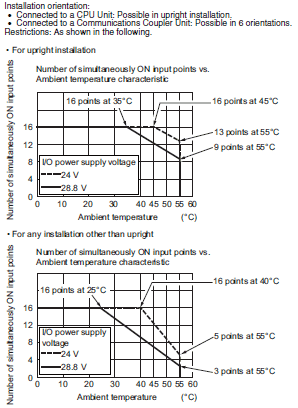 Installation orientation:
• Connected to a CPU Unit: Possible in upright installation.
• Connected to a Communications Coupler Unit: Possible in 6 orientations.
Restrictions: As shown in the following.
• For upright installation
Number of simultaneously ON input points vs.
Ambient temperature characteristic
Number of simultaneously ON input points
16 points at 35°C
16 points at 45°C
13 points at 55°C
9 points at 55°C
20
16
12
8
4
0
I/O power supply voltage
24 V
28.8 V
0 10 20 30 40 45 50 55 60
Ambient temperature (°C)
• For any installation other than upright
Number of simultaneously ON input points vs.
Ambient temperature characteristic
Number of simultaneously ON input points
16 points at 25°C
16 points at 40°C
5 points at 55°C
3 points at 55°C
20
16
12
8
4
0
I/O power supply
voltage
24 V
28.8 V
0 10 20 30 40 45 50 55 60
Ambient temperature (°C)